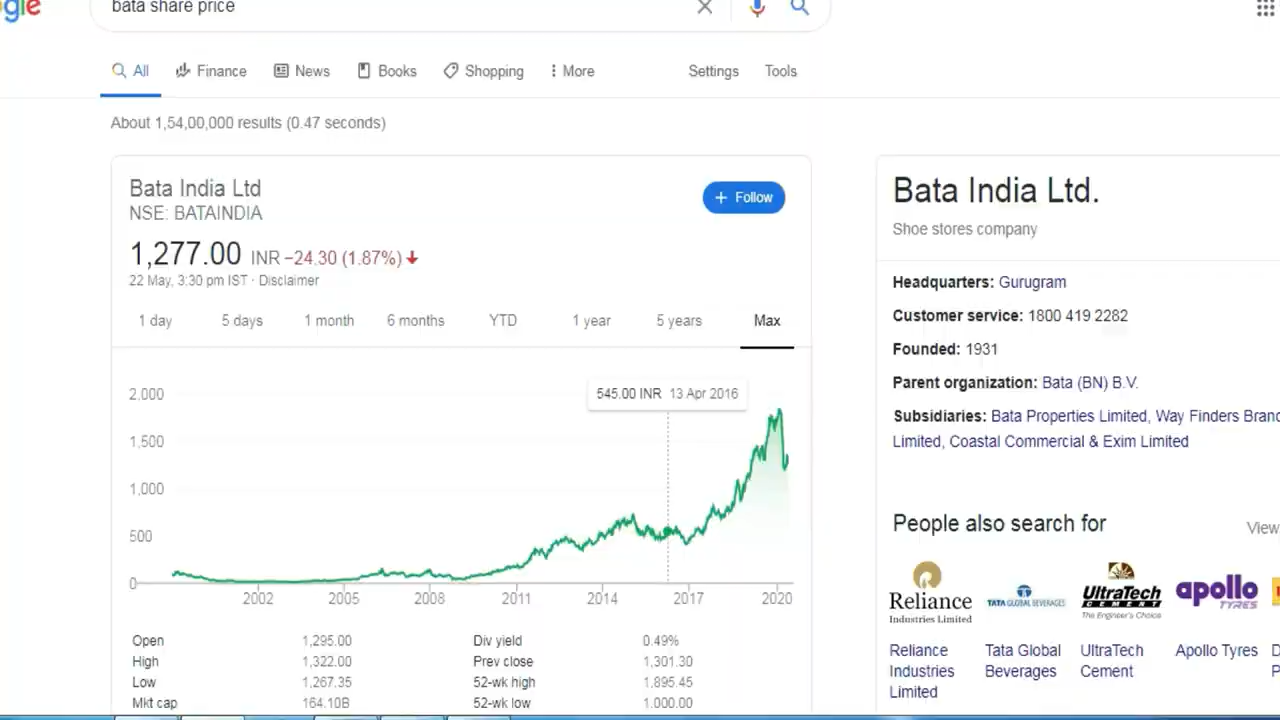 gle
bata share price
All Finance News Books Shopping More Settings Tools
About 1,54,00,000 results (0.47 seconds)
Bata India Ltd
NSE: BATAINDIA
+ Follow
1,277.00 INR −24.30 (1.87%)
22 May, 3:30 pm IST · Disclaimer
1 day 5 days 1 month 6 months YTD 1 year 5 years Max
545.00 INR 13 Apr 2016
2,000
1,500
1,000
500
0
2002 2005 2008 2011 2014 2017 2020
Open 1,295.00 Div yield 0.49%
High 1,322.00 Prev close 1,301.30
Low 1,267.35 52-wk high 1,895.45
Mkt cap 164.10B 52-wk low 1,000.00
Bata India Ltd.
Shoe stores company
Headquarters: Gurugram
Customer service: 1800 419 2282
Founded: 1931
Parent organization: Bata (BN) B.V.
Subsidiaries: Bata Properties Limited, Way Finders Brand
Limited, Coastal Commercial & Exim Limited
People also search for View
Reliance
Industries Limited
TATA GLOBAL BEVERAGES
UltraTech
CEMENT
The Engineer's Choice
apollo
TYRES
Reliance
Industries
Limited
Tata Global
Beverages
UltraTech
Cement
Apollo Tyres
D
P